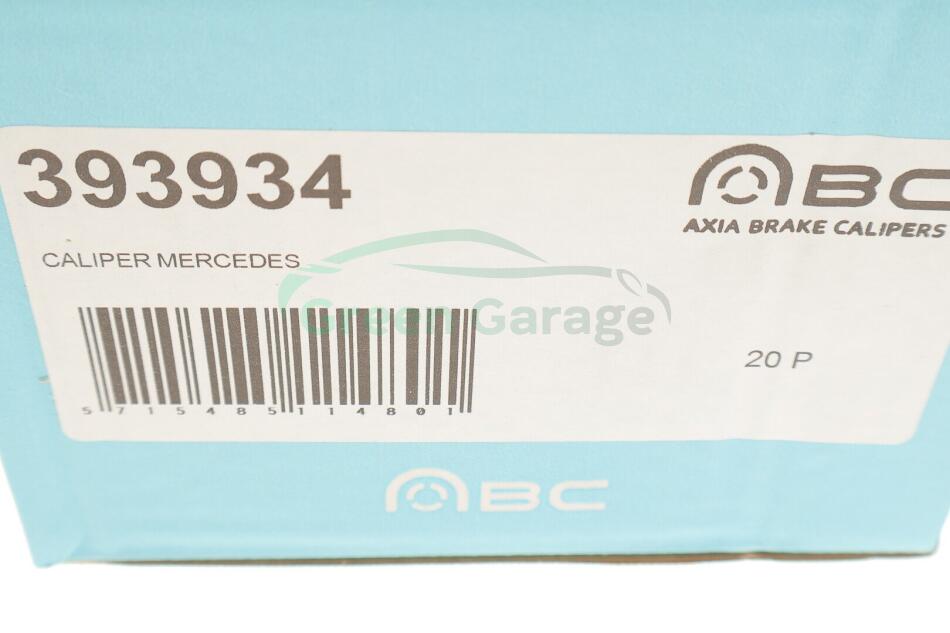 393934
ABC
AXIA BRAKE CALIPERS
CALIPER MERCEDES
Green Garage
20 P
5 715485 114801
ABC